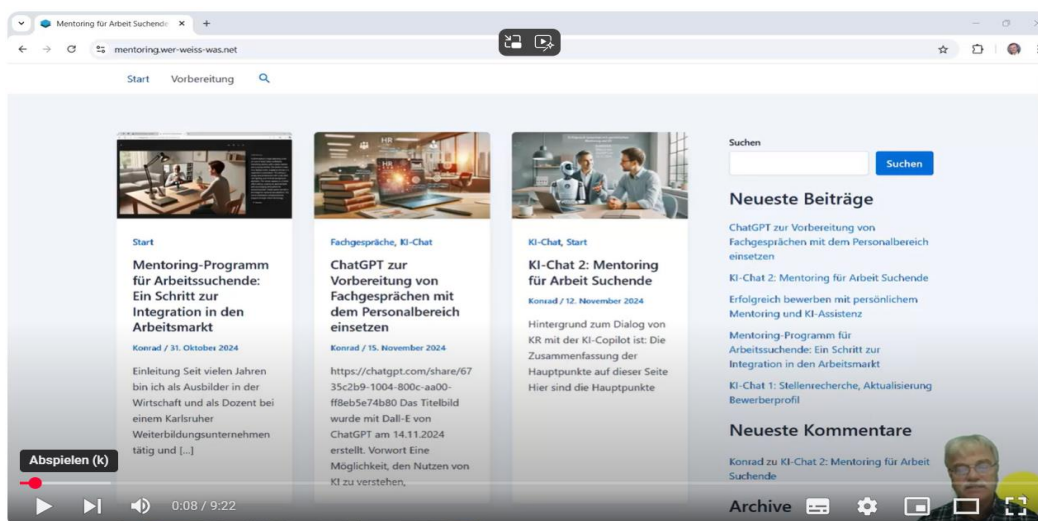 Mentoring für Arbeit Suchende
mentoring.wer-weiss-was.net
Start Vorbereitung
Start
Mentoring-Programm
für Arbeitssuchende:
Ein Schritt zur
Integration in den
Arbeitsmarkt
Konrad / 31. Oktober 2024
Einleitung Seit vielen Jahren
bin ich als Ausbilder in der
Wirtschaft und als Dozent bei
einem Karlsruher
Weiterbildungsunternehmen
tätig und [...]
HR
HR
Fachgespräche, KI-Chat
ChatGPT zur
Vorbereitung von
Fachgesprächen mit
dem Personalbereich
einsetzen
Konrad / 15. November 2024
https://chatgpt.com/share/67
35c2b9-1004-800c-aa00-
ff8eb5e74b80 Das Titelbild
wurde mit Dall-E von
ChatGPT am 14.11.2024
erstellt. Vorwort Eine
Möglichkeit, den Nutzen von
KI zu verstehen,
KI-Chat, Start
KI-Chat 2: Mentoring
für Arbeit Suchende
Konrad / 12. November 2024
Hintergrund zum Dialog von
KR mit der KI-Copilot ist: Die
Zusammenfassung der
Hauptpunkte auf dieser Seite
Hier sind die Hauptpunkte
Suchen
Suchen
Neueste Beiträge
ChatGPT zur Vorbereitung von
Fachgesprächen mit dem Personalbereich
einsetzen
KI-Chat 2: Mentoring für Arbeit Suchende
Erfolgreich bewerben mit persönlichem
Mentoring und KI-Assistenz
Mentoring-Programm für
Arbeitssuchende: Ein Schritt zur
Integration in den Arbeitsmarkt
KI-Chat 1: Stellenrecherche, Aktualisierung
Bewerberprofil
Neueste Kommentare
Konrad zu KI-Chat 2: Mentoring für Arbeit
Suchende
Archive
Abspielen (k)
0:08 / 9:22